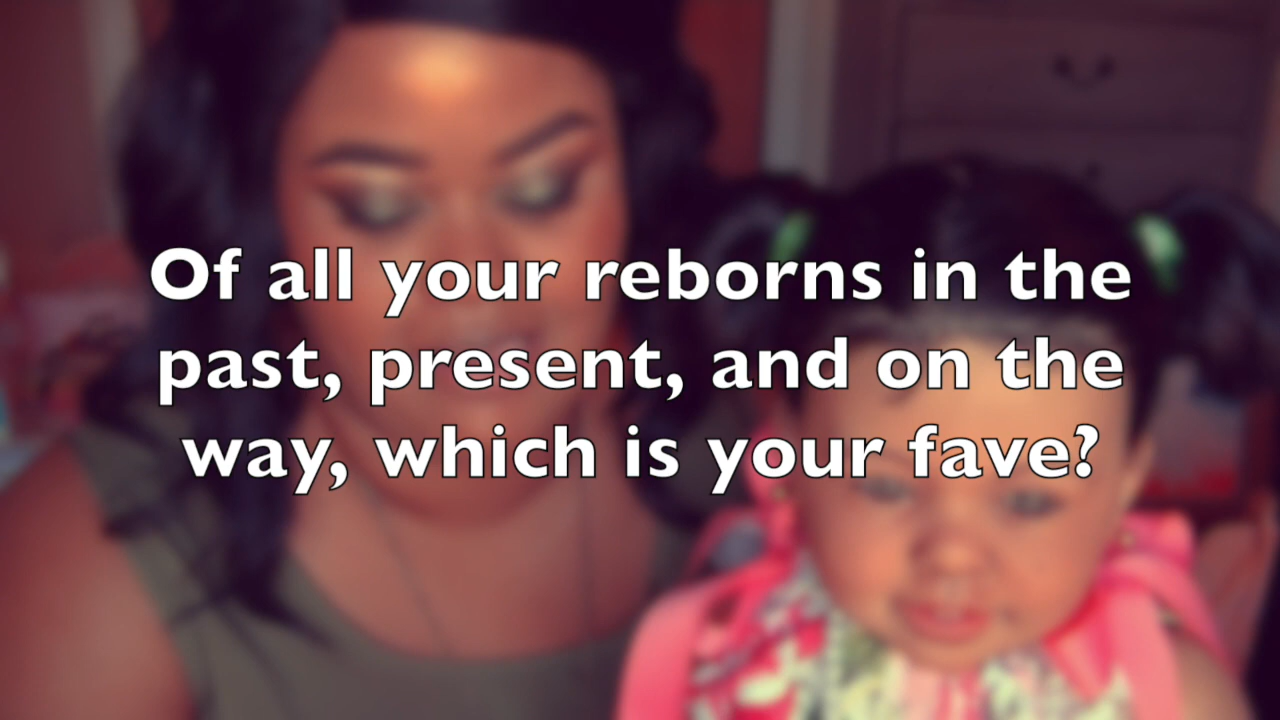 Of all your reborns in the
past, present, and on the
way, which is your fave?